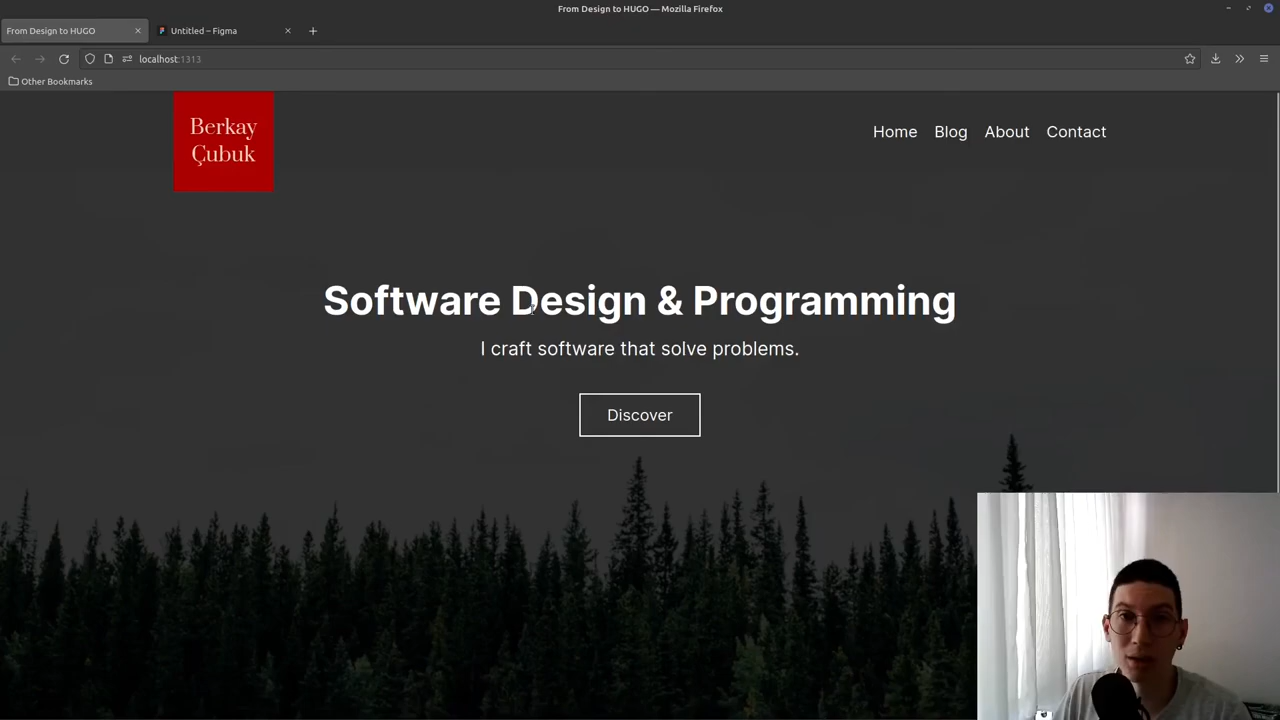 From Design to HUGO — Mozilla Firefox
From Design to HUGO
Untitled – Figma
localhost:1313
Other Bookmarks
Berkay
Çubuk
Home Blog About Contact
Software Design & Programming
I craft software that solve problems.
Discover